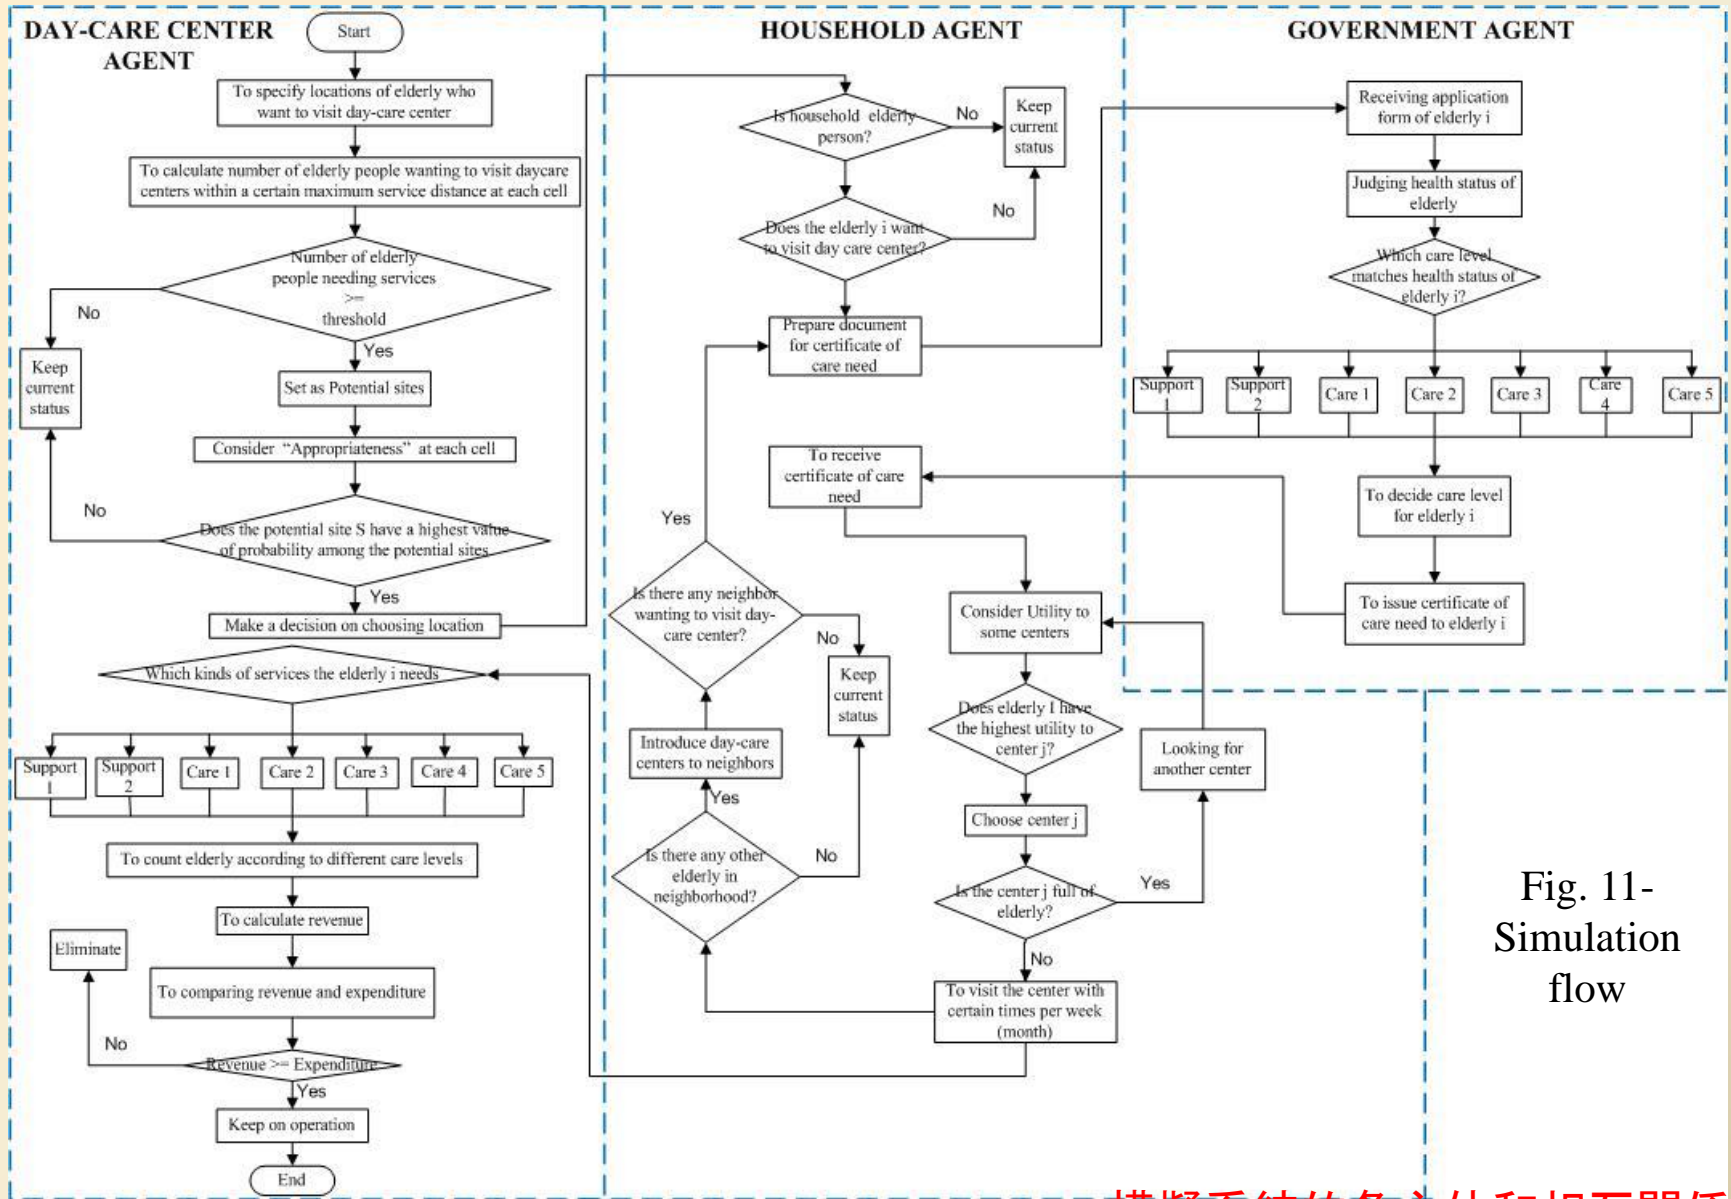 DAY-CARE CENTER
AGENT
Start
To specify locations of elderly who
want to visit day-care center
To calculate number of elderly people wanting to visit daycare
centers within a certain maximum service distance at each cell
Number of elderly
people needing services
>=
threshold
No
Yes
Keep
current
status
Set as Potential sites
Consider “Appropriateness” at each cell
No
Does the potential site S have a highest value
of probability among the potential sites
Yes
Make a decision on choosing location
Which kinds of services the elderly i needs
Support
1
Support
2
Care 1
Care 2
Care 3
Care 4
Care 5
To count elderly according to different care levels
To calculate revenue
Eliminate
To comparing revenue and expenditure
No
Revenue >= Expenditure
Yes
Keep on operation
End
HOUSEHOLD AGENT
Is household elderly
person?
No
Keep
current
status
No
Does the elderly i want
to visit day care center?
Prepare document
for certificate of
care need
To receive
certificate of care
need
Yes
Is there any neighbor
wanting to visit day-
care center?
No
Keep
current
status
Introduce day-care
centers to neighbors
Yes
Is there any other
elderly in
neighborhood?
No
Consider Utility to
some centers
Does elderly I have
the highest utility to
center j?
Looking for
another center
Choose center j
Is the center j full of
elderly?
Yes
No
To visit the center with
certain times per week
(month)
GOVERNMENT AGENT
Receiving application
form of elderly i
Judging health status of
elderly
Which care level
matches health status of
elderly i?
Support
1
Support
2
Care 1
Care 2
Care 3
Care
4
Care 5
To decide care level
for elderly i
To issue certificate of
care need to elderly i
Fig. 11-
Simulation
flow